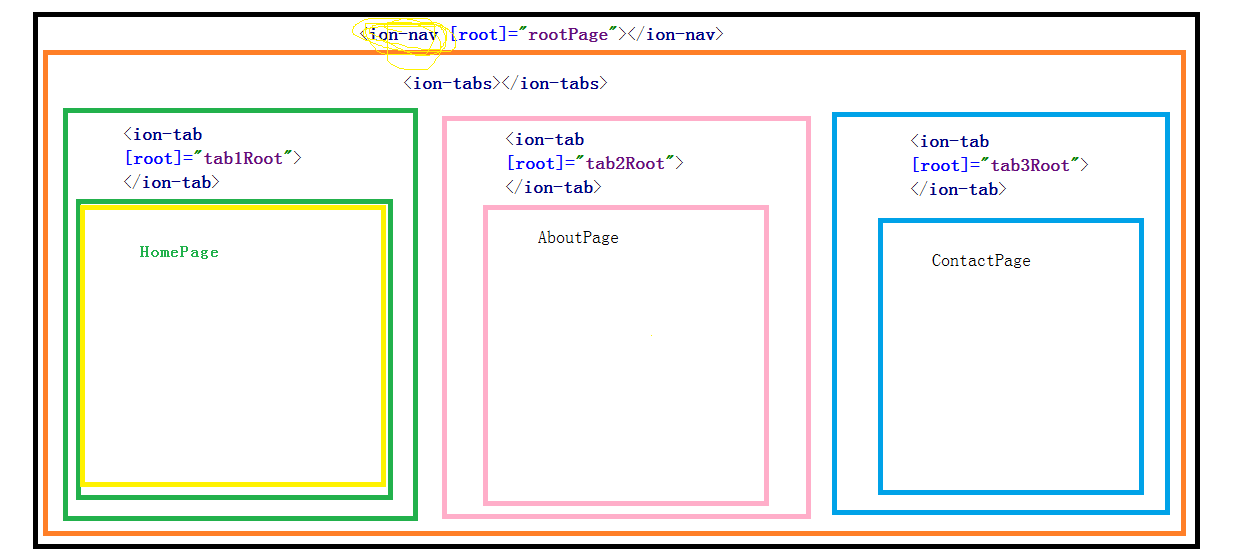 <ion-nav [root]="rootPage"></ion-nav>
<ion-tabs></ion-tabs>
<ion-tab
[root]="tab1Root">
</ion-tab>
HomePage
<ion-tab
[root]="tab2Root">
</ion-tab>
AboutPage
<ion-tab
[root]="tab3Root">
</ion-tab>
ContactPage